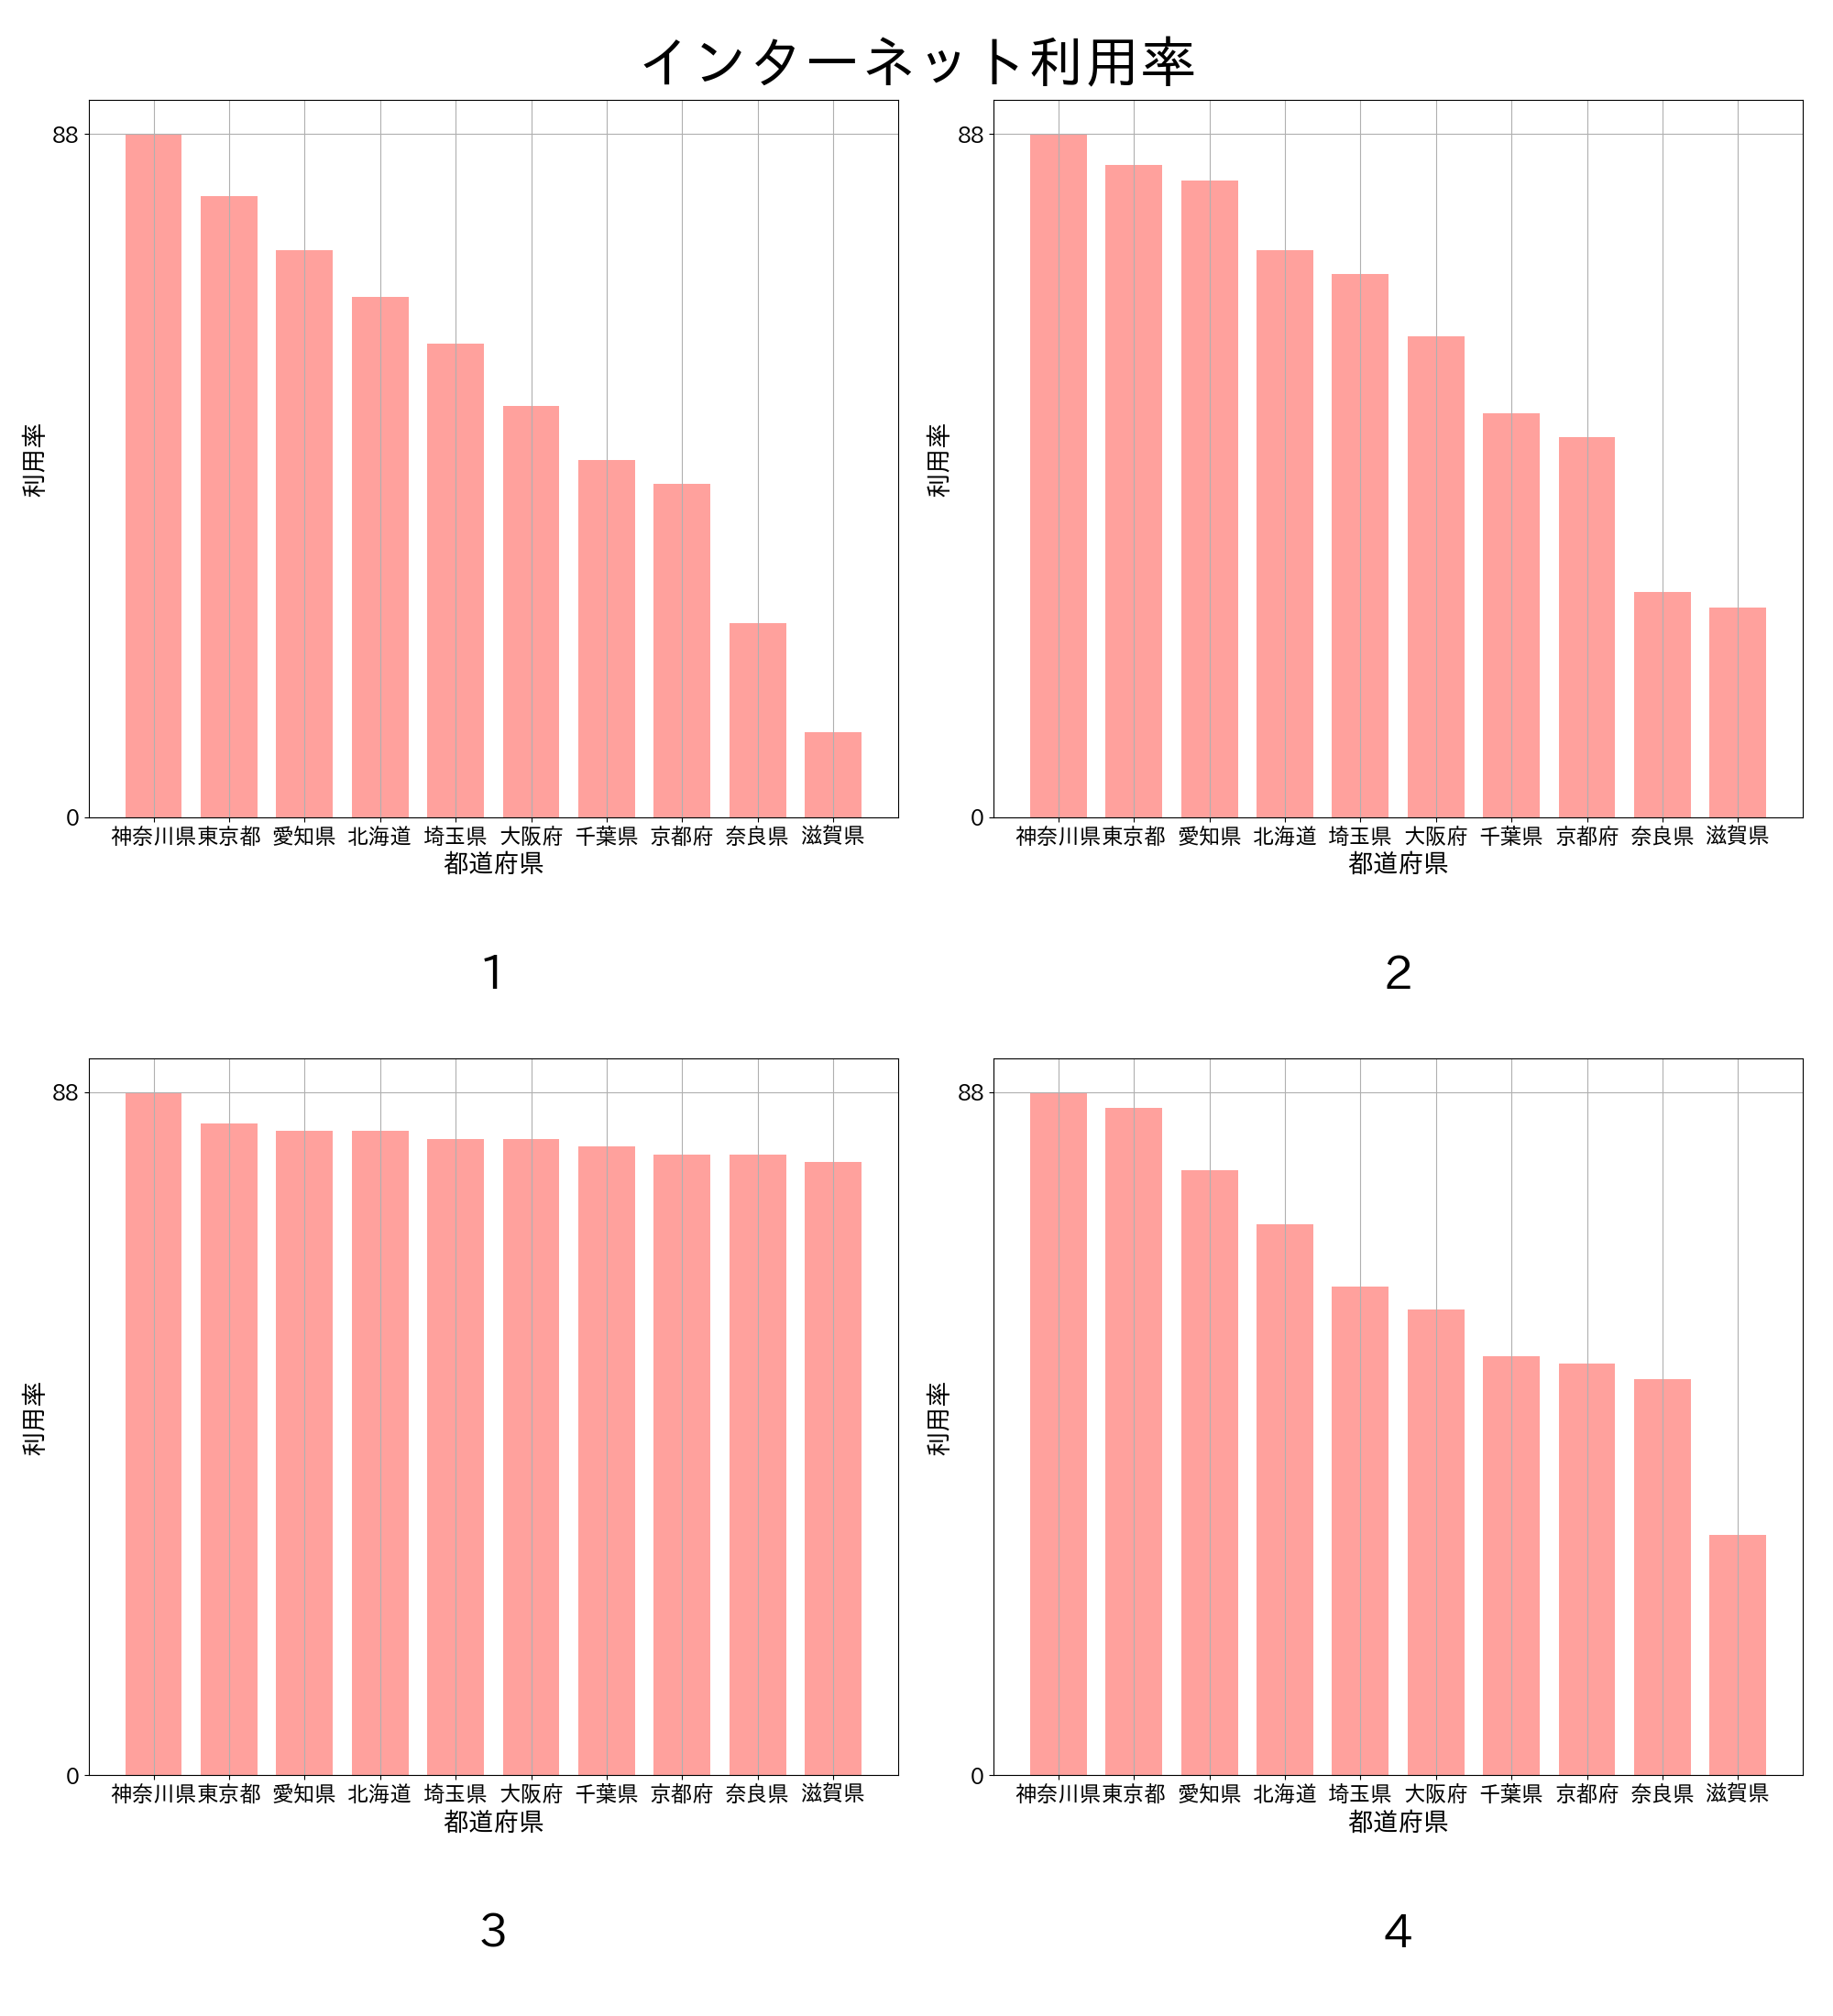 インターネット利用率
88
0
利用率
神奈川県 東京都 愛知県 北海道 埼玉県 大阪府 千葉県 京都府 奈良県 滋賀県
都道府県
1
88
0
利用率
神奈川県 東京都 愛知県 北海道 埼玉県 大阪府 千葉県 京都府 奈良県 滋賀県
都道府県
2
88
0
利用率
神奈川県 東京都 愛知県 北海道 埼玉県 大阪府 千葉県 京都府 奈良県 滋賀県
都道府県
3
88
0
利用率
神奈川県 東京都 愛知県 北海道 埼玉県 大阪府 千葉県 京都府 奈良県 滋賀県
都道府県
4